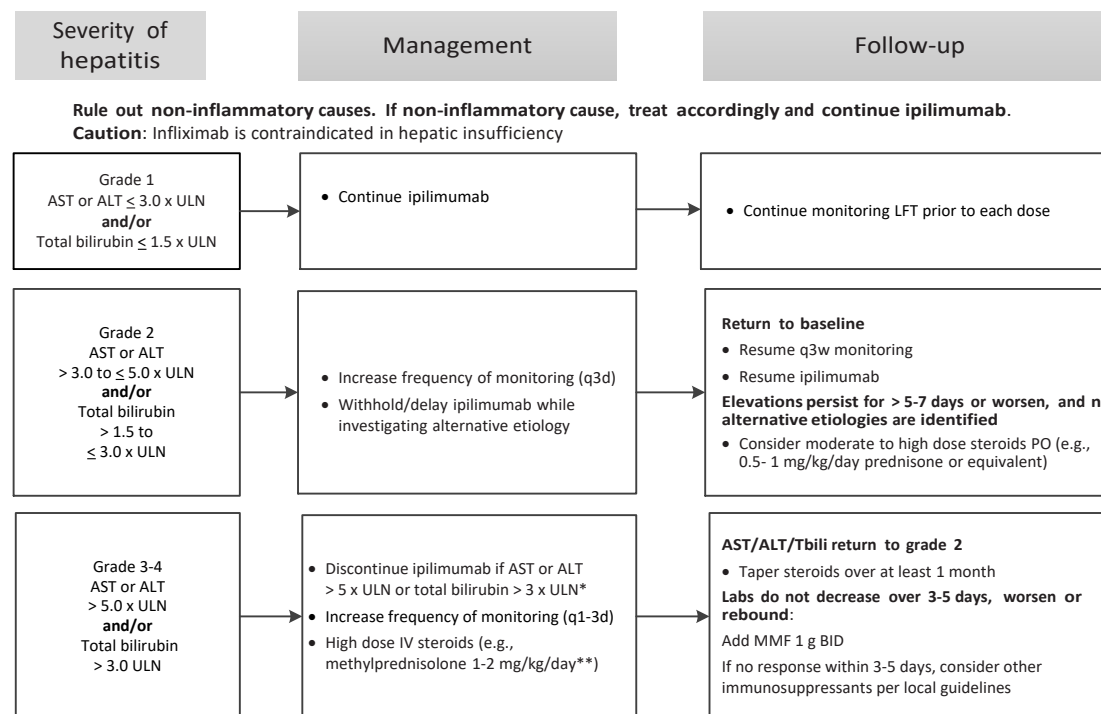 Severity of
hepatitis
Management
Follow-up
Rule out non-inflammatory causes. If non-inflammatory cause, treat accordingly and continue ipilimumab.
Caution: Infliximab is contraindicated in hepatic insufficiency
Grade 1
AST or ALT ≤ 3.0 x ULN
and/or
Total bilirubin ≤ 1.5 x ULN
• Continue ipilimumab
• Continue monitoring LFT prior to each dose
Grade 2
AST or ALT
> 3.0 to ≤ 5.0 x ULN
and/or
Total bilirubin
> 1.5 to
≤ 3.0 x ULN
• Increase frequency of monitoring (q3d)
• Withhold/delay ipilimumab while
investigating alternative etiology
Return to baseline
• Resume q3w monitoring
• Resume ipilimumab
Elevations persist for > 5-7 days or worsen, and n
alternative etiologies are identified
• Consider moderate to high dose steroids PO (e.g.,
0.5- 1 mg/kg/day prednisone or equivalent)
Grade 3-4
AST or ALT
> 5.0 x ULN
and/or
Total bilirubin
> 3.0 ULN
• Discontinue ipilimumab if AST or ALT
> 5 x ULN or total bilirubin > 3 x ULN*
• Increase frequency of monitoring (q1-3d)
• High dose IV steroids (e.g.,
methylprednisolone 1-2 mg/kg/day**)
AST/ALT/Tbili return to grade 2
• Taper steroids over at least 1 month
Labs do not decrease over 3-5 days, worsen or
rebound:
Add MMF 1 g BID
If no response within 3-5 days, consider other
immunosuppressants per local guidelines